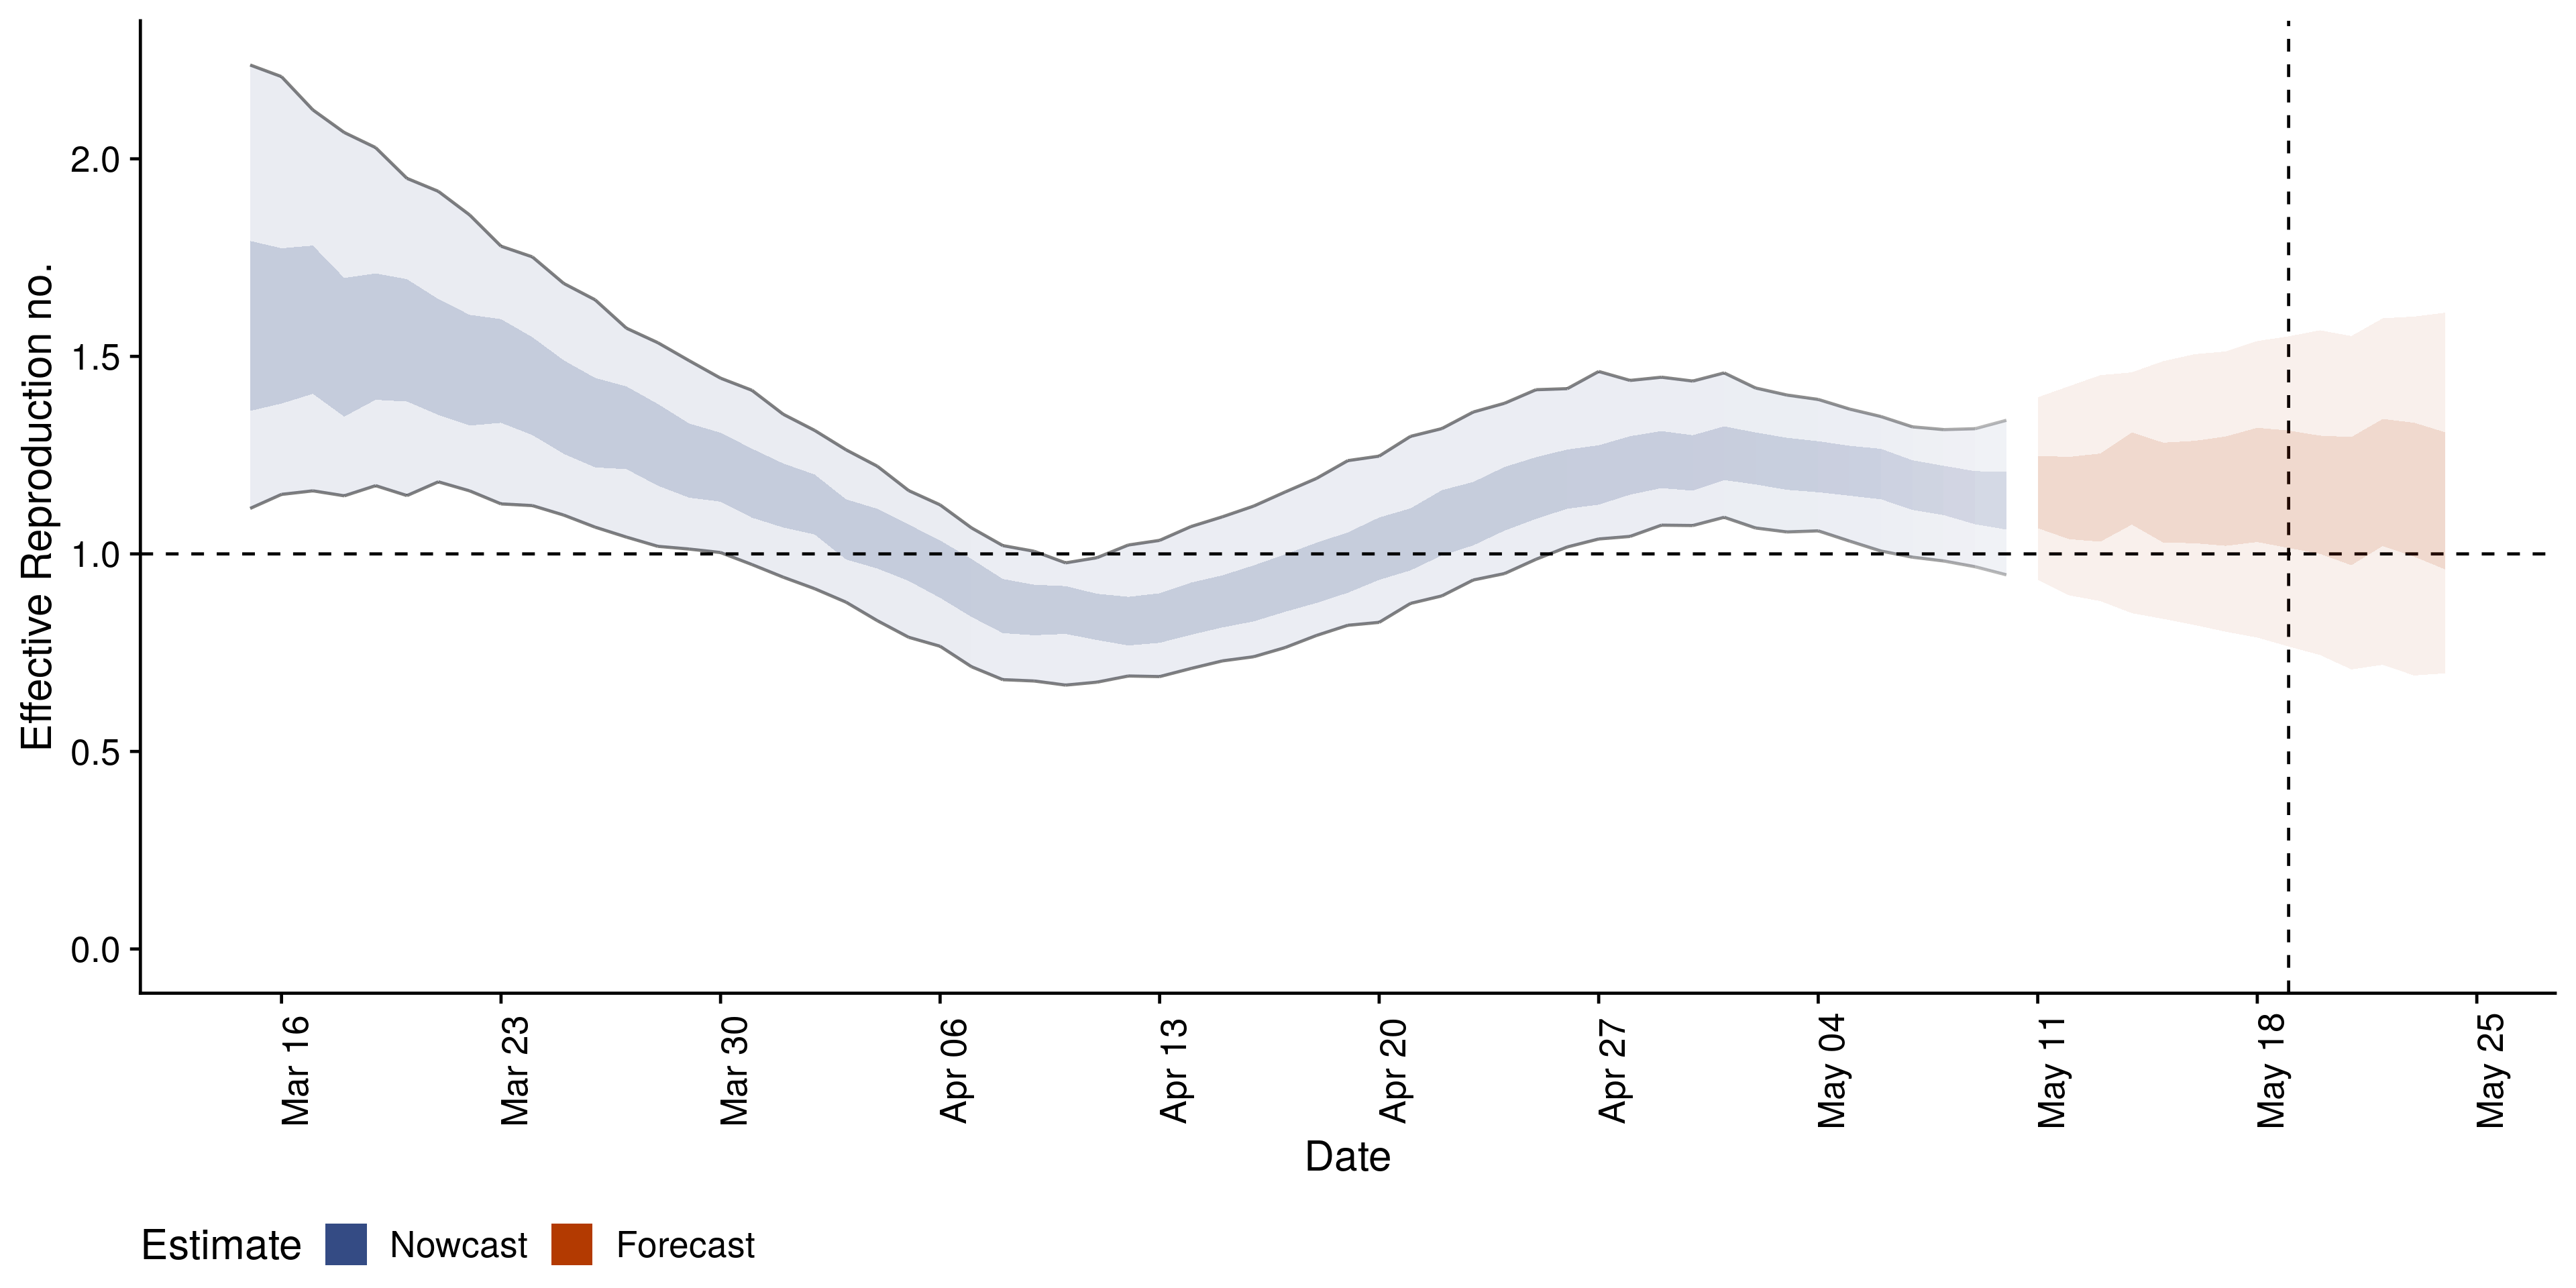 Effective Reproduction no.
2.0
1.5
1.0
0.5
0.0
Mar 16
Mar 23
Mar 30
Apr 06
Apr 13
Apr 20
Apr 27
May 04
May 11
May 18
May 25
Date
Estimate Nowcast Forecast